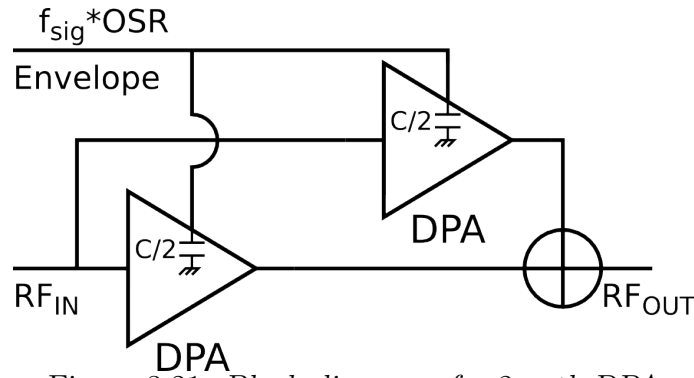 f_sig*OSR
Envelope
C/2
DPA
C/2
RF_IN
RF_OUT
DPA